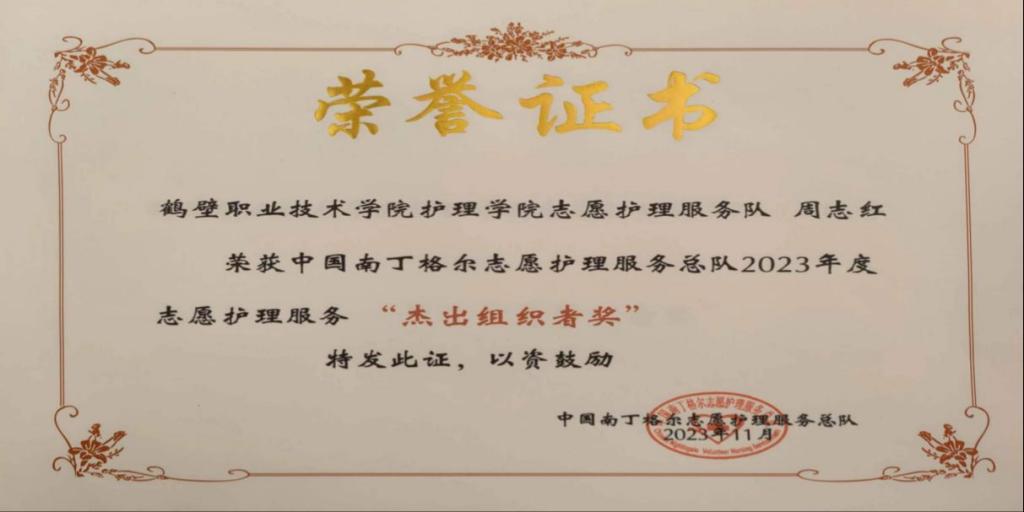 荣誉证书
鹤壁职业技术学院护理学院志愿护理服务队 周志红
荣获中国南丁格尔志愿护理服务总队2023年度
志愿护理服务 “杰出组织者奖”
特发此证，以资鼓励
中国南丁格尔志愿护理服务总队
2023年11月